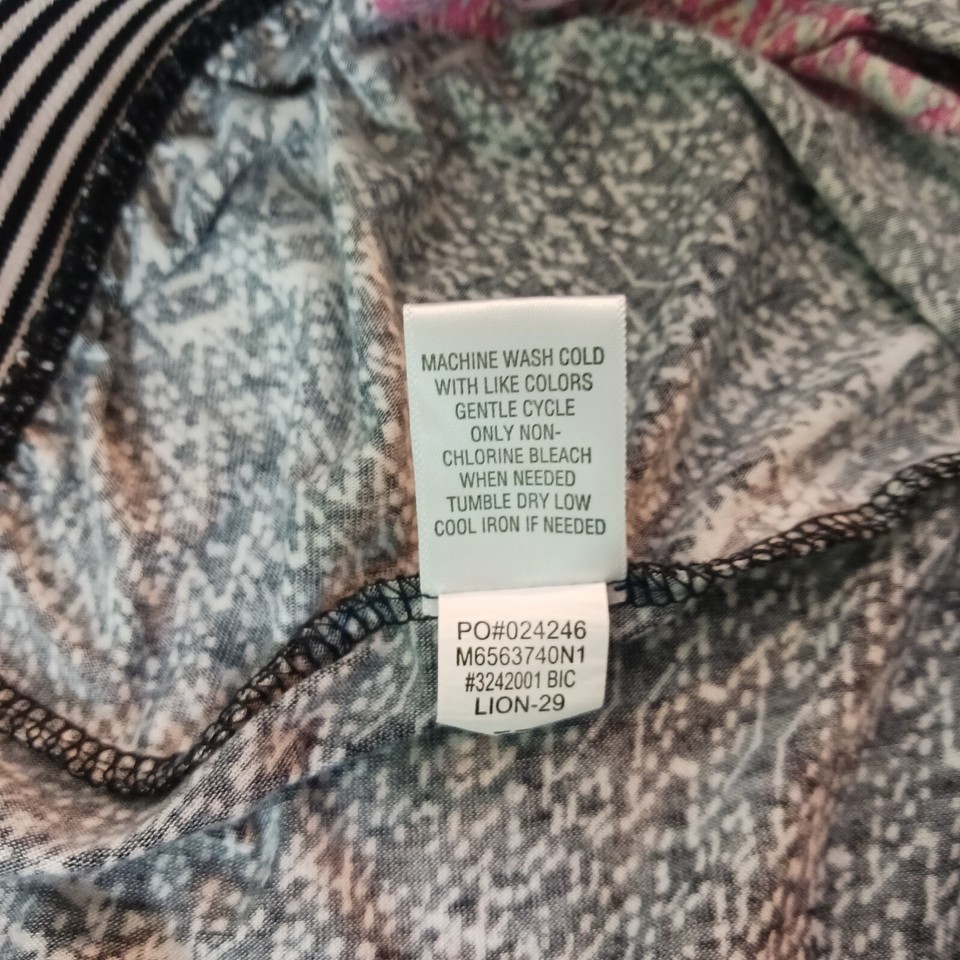 MACHINE WASH COLD
WITH LIKE COLORS
GENTLE CYCLE
ONLY NON-
CHLORINE BLEACH
WHEN NEEDED
TUMBLE DRY LOW
COOL IRON IF NEEDED
PO#024246
M6563740N1
#3242001 BIC
LION-29